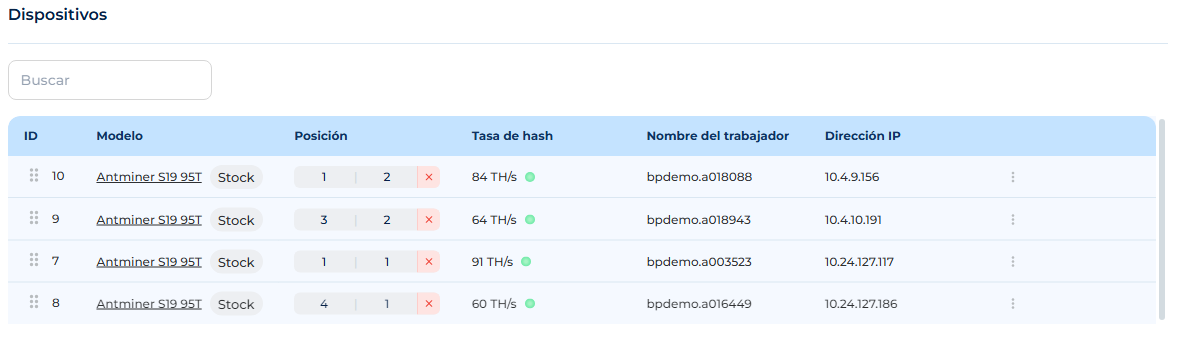 Dispositivos
Buscar
ID Modelo Posición Tasa de hash Nombre del trabajador Dirección IP
10 Antminer S19 95T Stock 1 | 2 × 84 TH/s bpdemo.a018088 10.4.9.156
9 Antminer S19 95T Stock 3 | 2 × 64 TH/s bpdemo.a018943 10.4.10.191
7 Antminer S19 95T Stock 1 | 1 × 91 TH/s bpdemo.a003523 10.24.127.117
8 Antminer S19 95T Stock 4 | 1 × 60 TH/s bpdemo.a016449 10.24.127.186